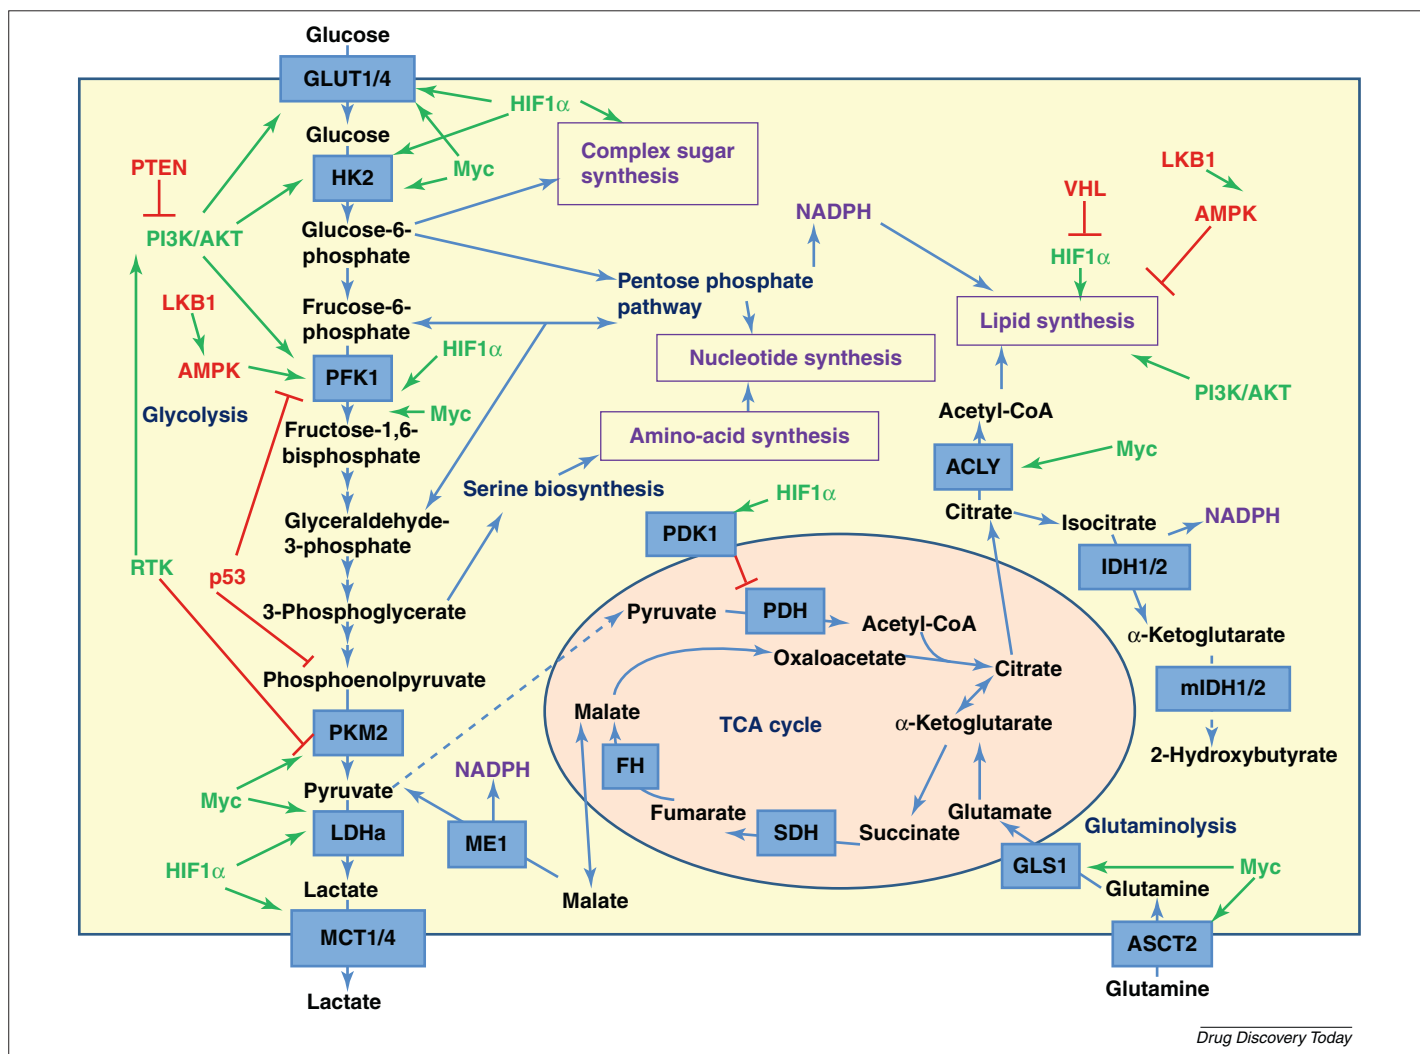 Glucose
GLUT1/4
HIF1α
Glucose
Complex sugar
synthesis
PTEN
HK2
Myc
LKB1
VHL
NADPH
AMPK
Glucose-6-
phosphate
PI3K/AKT
HIF1α
Pentose phosphate
pathway
LKB1
Frucose-6-
phosphate
Lipid synthesis
HIF1α
Nucleotide synthesis
AMPK
PFK1
PI3K/AKT
Glycolysis
Myc
Acetyl-CoA
Fructose-1,6-
bisphosphate
Amino-acid synthesis
Myc
ACLY
Serine biosynthesis
HIF1α
Citrate
Isocitrate
NADPH
Glyceraldehyde-
3-phosphate
PDK1
RTK
p53
IDH1/2
3-Phosphoglycerate
Pyruvate
PDH
Acetyl-CoA
α-Ketoglutarate
Oxaloacetate
Citrate
Phosphoenolpyruvate
mIDH1/2
Malate
TCA cycle
α-Ketoglutarate
PKM2
2-Hydroxybutyrate
NADPH
FH
Pyruvate
Myc
Fumarate
Glutamate
Glutaminolysis
LDHa
ME1
SDH
Succinate
HIF1α
GLS1
Myc
Lactate
Malate
Glutamine
MCT1/4
ASCT2
Lactate
Glutamine
Drug Discovery Today